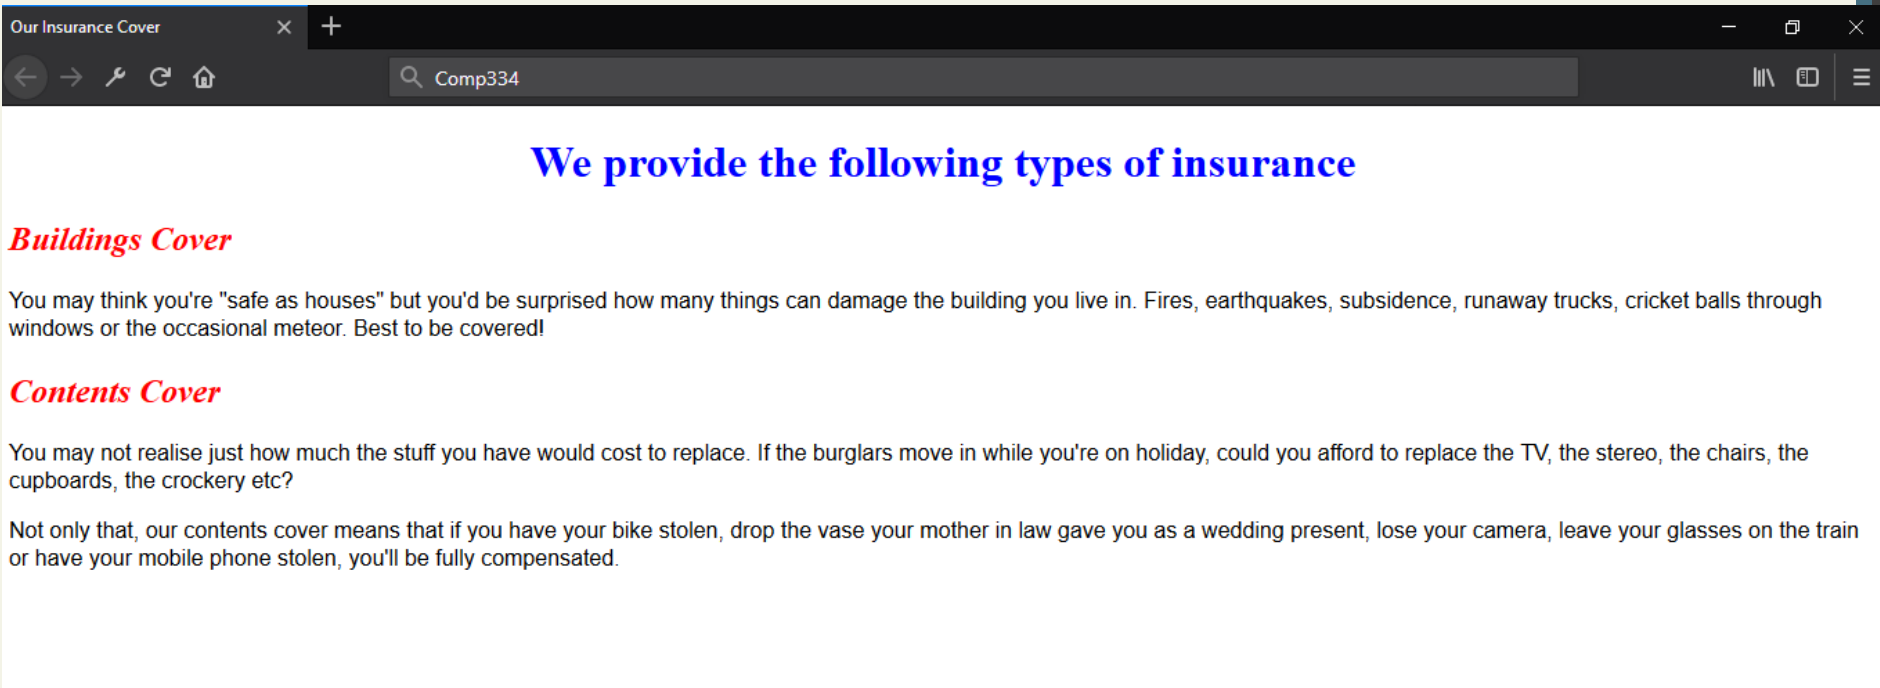 Our Insurance Cover
Comp334
We provide the following types of insurance
Buildings Cover
You may think you're "safe as houses" but you'd be surprised how many things can damage the building you live in. Fires, earthquakes, subsidence, runaway trucks, cricket balls through
windows or the occasional meteor. Best to be covered!
Contents Cover
You may not realise just how much the stuff you have would cost to replace. If the burglars move in while you're on holiday, could you afford to replace the TV, the stereo, the chairs, the
cupboards, the crockery etc?
Not only that, our contents cover means that if you have your bike stolen, drop the vase your mother in law gave you as a wedding present, lose your camera, leave your glasses on the train
or have your mobile phone stolen, you'll be fully compensated.